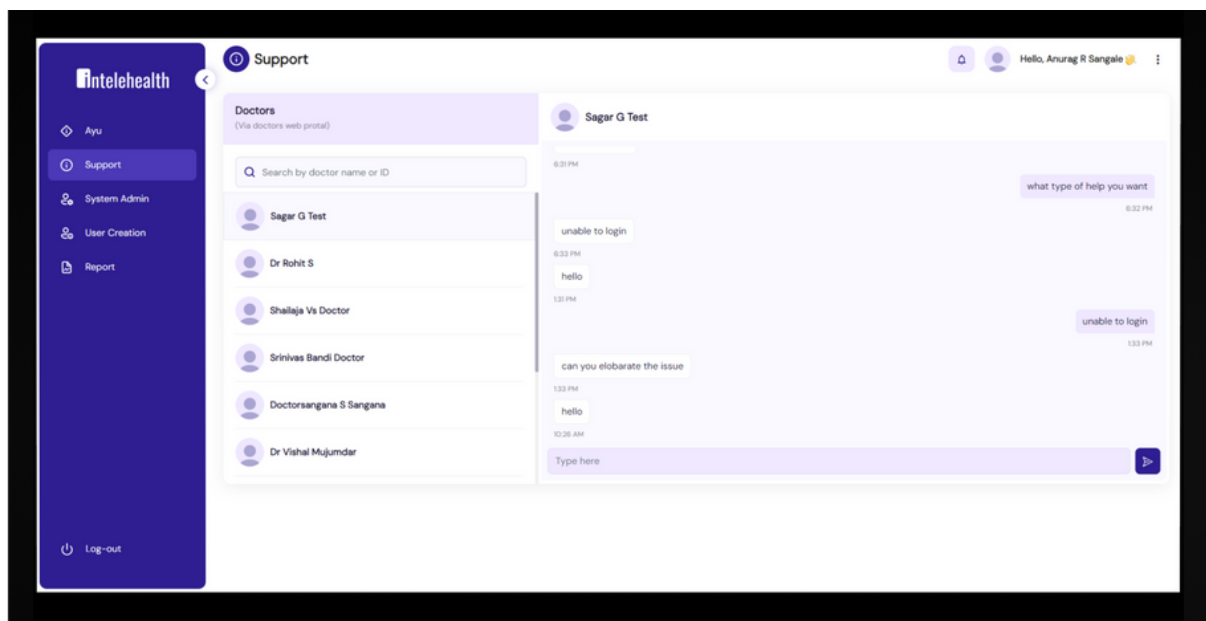 intelehealth
Ayu
Support
System Admin
User Creation
Report
Log-out
Support
Hello, Anurag R Sangale 👋
Doctors
(Via doctors web protal)
Search by doctor name or ID
Sagar G Test
Dr Rohit S
Shailaja Vs Doctor
Srinivas Bandi Doctor
Doctorsangana S Sangana
Dr Vishal Mujumdar
Sagar G Test
6:31 PM
what type of help you want
6:32 PM
unable to login
6:33 PM
hello
1:31 PM
unable to login
1:33 PM
can you elobarate the issue
1:33 PM
hello
10:26 AM
Type here